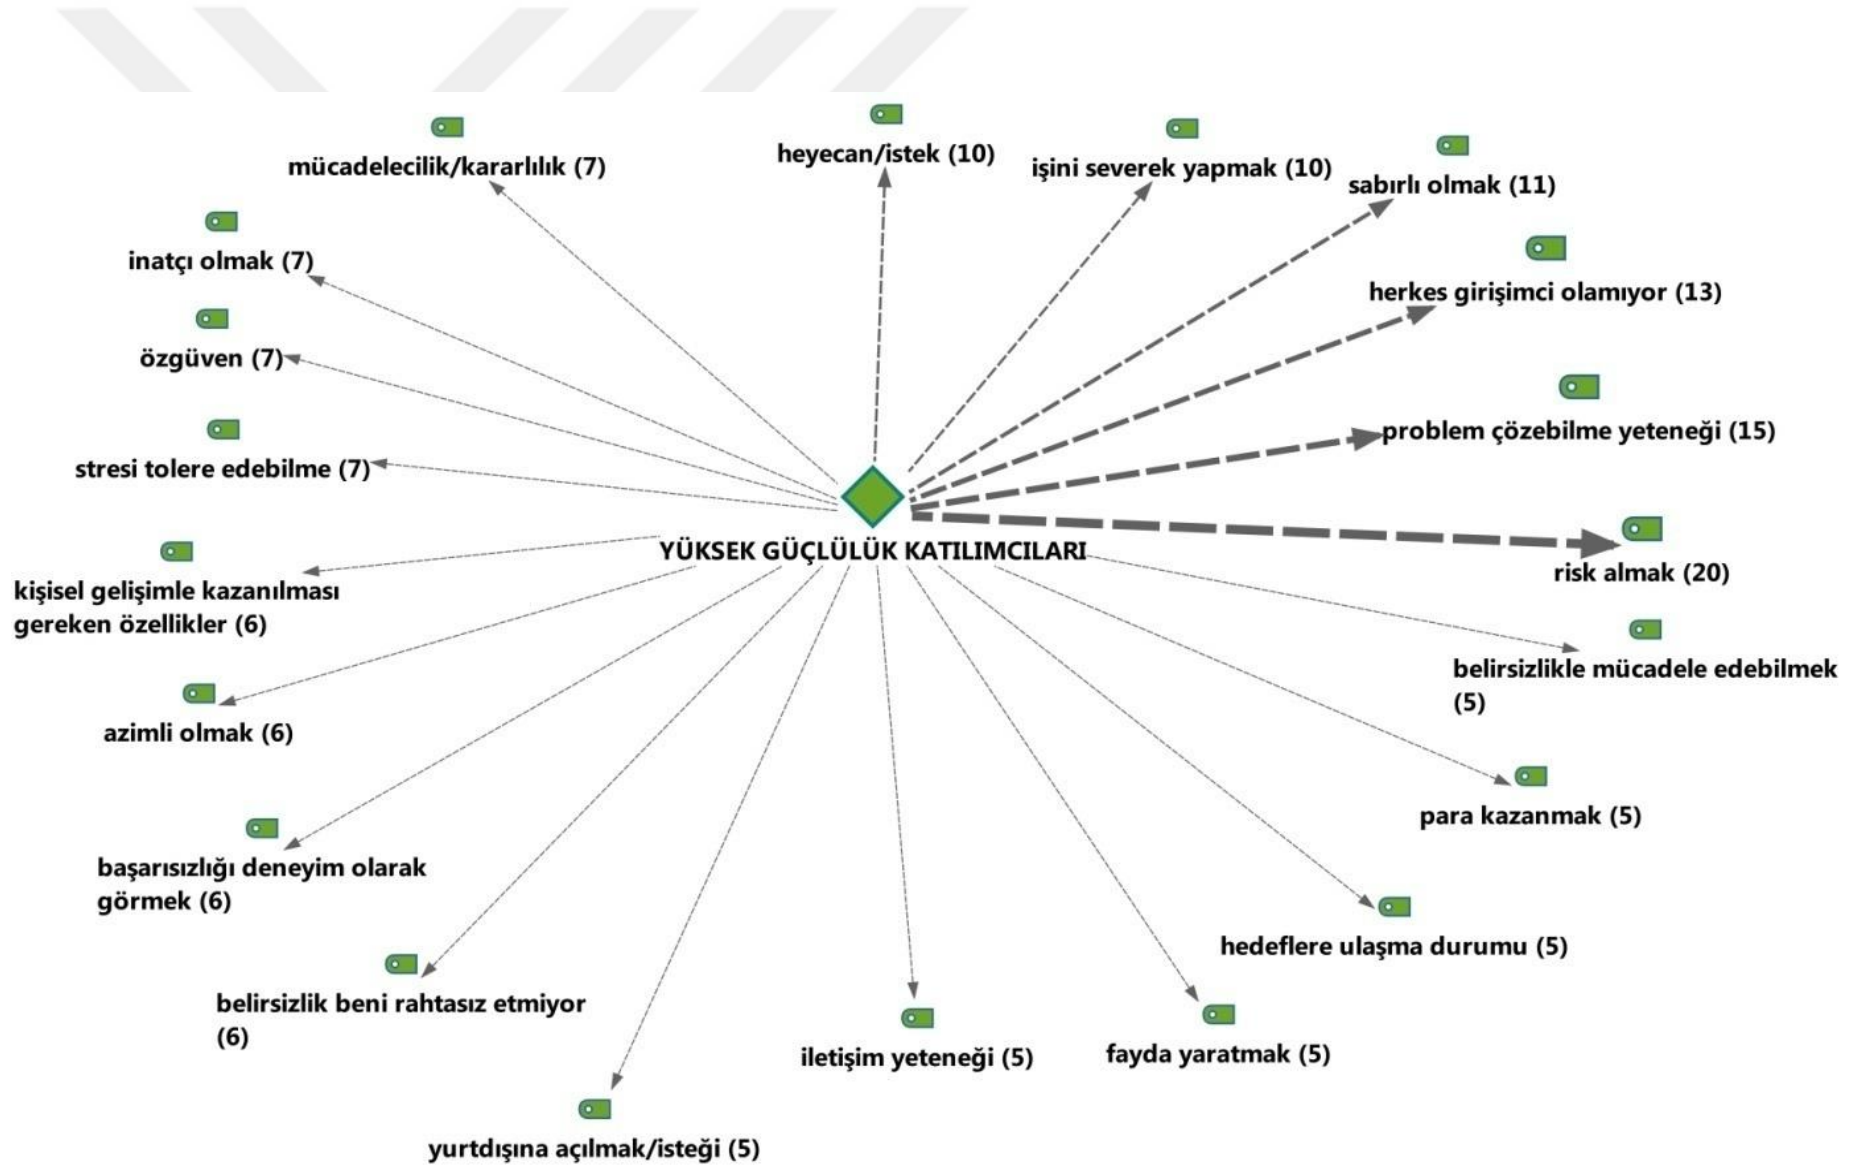 heyecan/istek (10)
mücadelecilik/kararlılık (7)
işini severek yapmak (10)
sabırlı olmak (11)
inatçı olmak (7)
herkes girişimci olamıyor (13)
özgüven (7)
problem çözebilme yeteneği (15)
stresi tolere edebilme (7)
YÜKSEK GÜÇLÜLÜK KATILIMCILARI
risk almak (20)
kişisel gelişimle kazanılması
gereken özellikler (6)
belirsizlikle mücadele edebilmek
(5)
azimli olmak (6)
para kazanmak (5)
başarısızlığı deneyim olarak
görmek (6)
hedeflere ulaşma durumu (5)
belirsizlik beni rahtasız etmiyor
(6)
iletişim yeteneği (5)
fayda yaratmak (5)
yurtdışına açılmak/isteği (5)